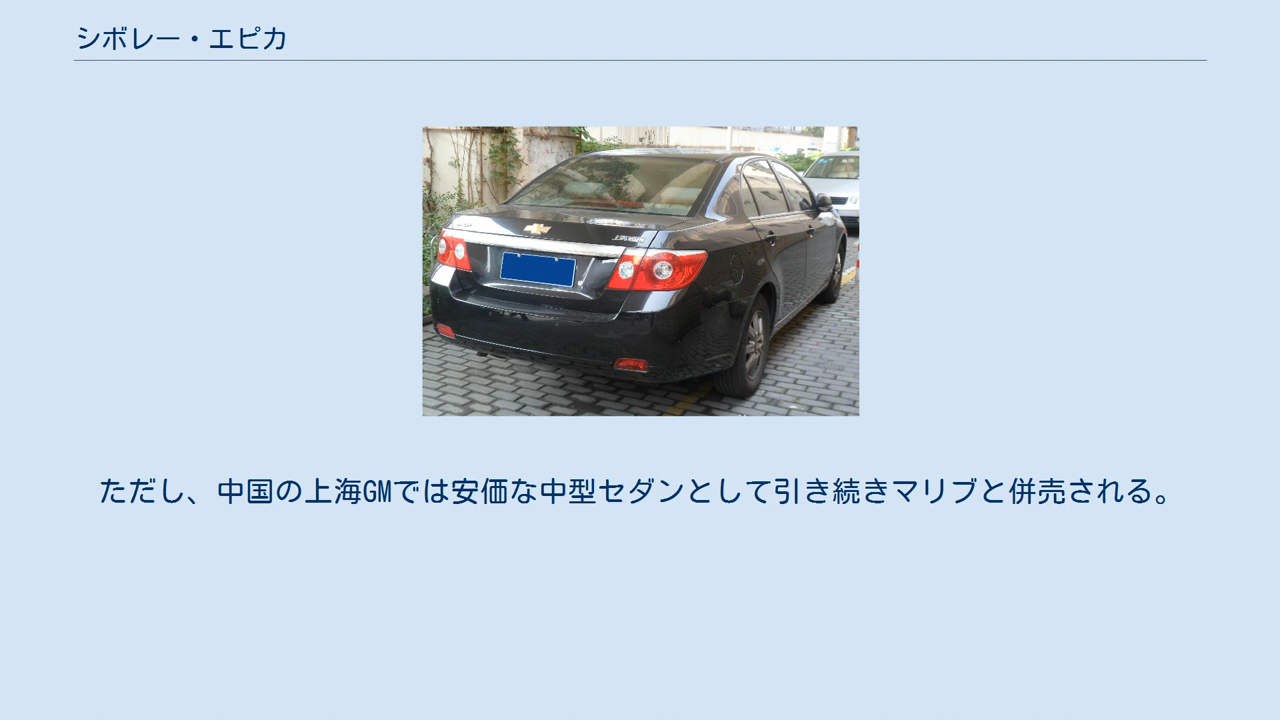 シボレー・エピカ
ただし、中国の上海GMでは安価な中型セダンとして引き続きマリブと併売される。